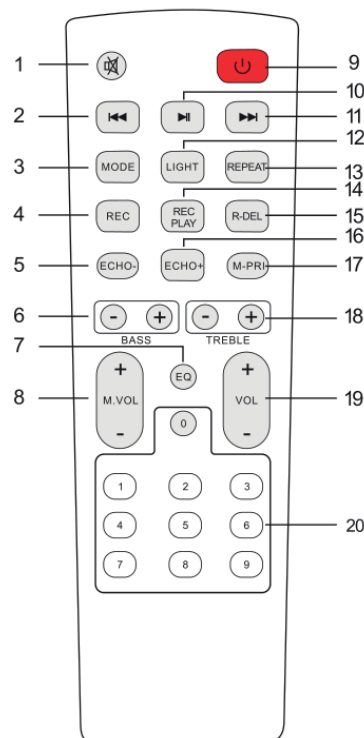 1 9
10
2 11
12
3 MODE LIGHT REPEAT 13
14
4 REC REC PLAY R-DEL 15
16
5 ECHO- ECHO+ M-PRI 17
6 - + - + 18
BASS TREBLE
7 EQ
8 + M.VOL - + VOL - 19
0
1 2 3
4 5 6 20
7 8 9